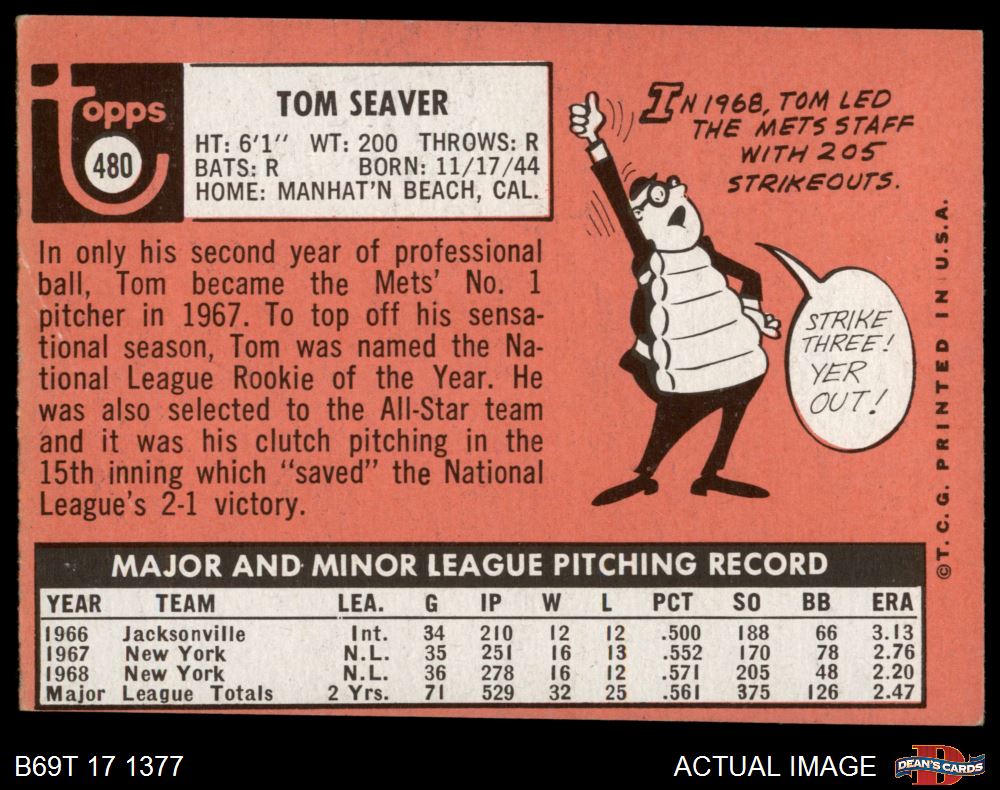 topps
480
TOM SEAVER
HT: 6'1" WT: 200 THROWS: R
BATS: R BORN: 11/17/44
HOME: MANHAT'N BEACH, CAL.
In only his second year of professional
ball, Tom became the Mets' No. 1
pitcher in 1967. To top off his sensa-
tional season, Tom was named the Na-
tional League Rookie of the Year. He
was also selected to the All-Star team
and it was his clutch pitching in the
15th inning which "saved" the National
League's 2-1 victory.
IN 1968, TOM LED
THE METS STAFF
WITH 205
STRIKEOUTS.
STRIKE
THREE!
YER
OUT!
©T. C. G. PRINTED IN U.S.A.
MAJOR AND MINOR LEAGUE PITCHING RECORD
YEAR TEAM LEA. G IP W L PCT SO BB ERA
1966 Jacksonville Int. 34 210 12 12 .500 188 66 3.13
1967 New York N.L. 35 251 16 13 .552 170 78 2.76
1968 New York N.L. 36 278 16 12 .571 205 48 2.20
Major League Totals 2 Yrs. 71 529 32 25 .561 375 126 2.47
B69T 17 1377
ACTUAL IMAGE
D
DEAN'S CARDS